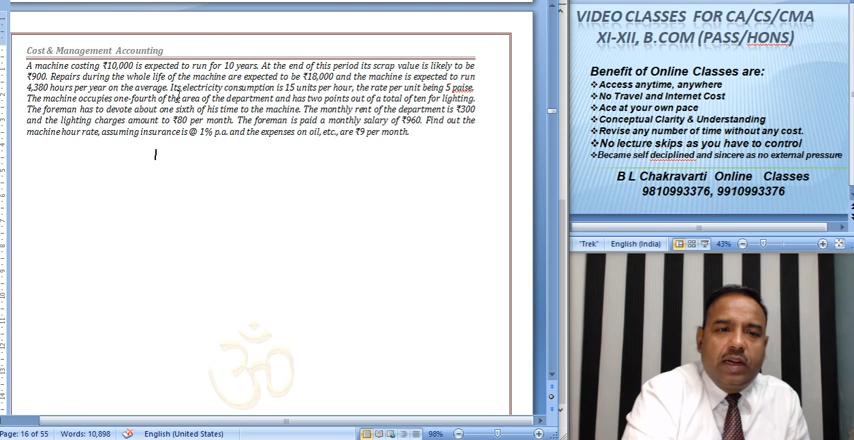 Cost & Management Accounting
A machine costing ₹10,000 is expected to run for 10 years. At the end of this period its scrap value is likely to be
₹900. Repairs during the whole life of the machine are expected to be ₹18,000 and the machine is expected to run
4,380 hours per year on the average. Its electricity consumption is 15 units per hour, the rate per unit being 5 paise.
The machine occupies one-fourth of the area of the department and has two points out of a total of ten for lighting.
The foreman has to devote about one sixth of his time to the machine. The monthly rent of the department is ₹300
and the lighting charges amount to ₹80 per month. The foreman is paid a monthly salary of ₹960. Find out the
machine hour rate, assuming insurance is @ 1% p.a. and the expenses on oil, etc., are ₹9 per month.
Page: 16 of 55
Words: 10,898
English (United States)
98%
VIDEO CLASSES FOR CA/CS/CMA
XI-XII, B.COM (PASS/HONS)
Benefit of Online Classes are:
❖Access anytime, anywhere
❖No Travel and Internet Cost
❖Ace at your own pace
❖Conceptual Clarity & Understanding
❖Revise any number of time without any cost.
❖No lecture skips as you have to control
❖Became self deciplined and sincere as no external pressure
B L Chakravarti Online Classes
9810993376, 9910993376
"Trek"
English (India)
43%